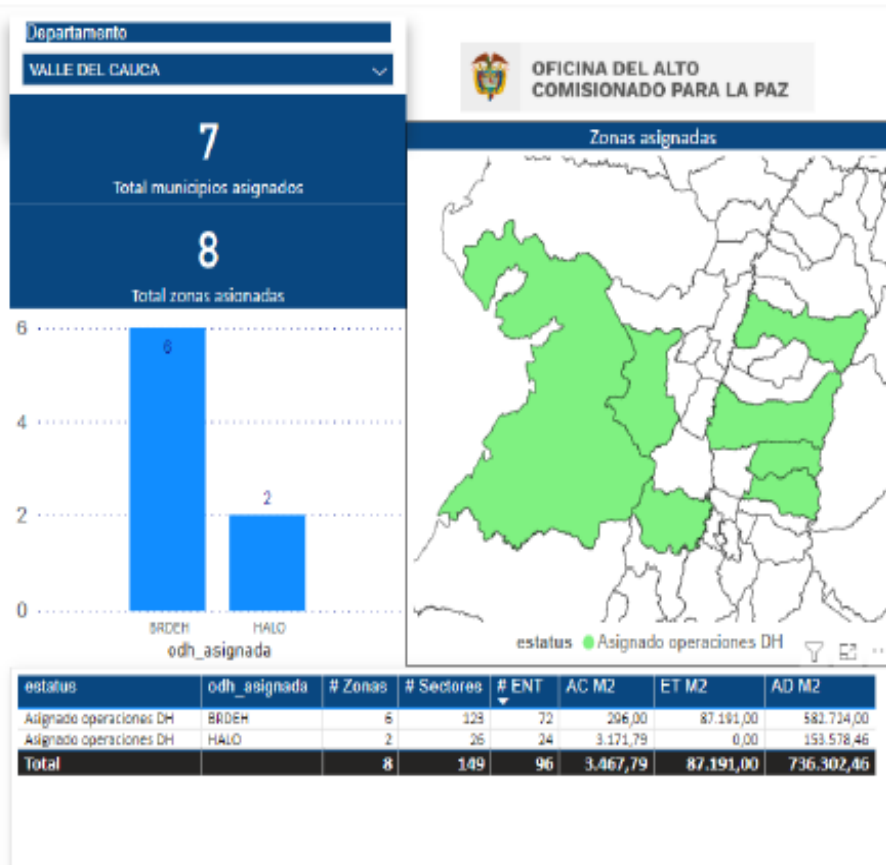 Departamento
VALLE DEL CAUCA
7
Total municipios asignados
8
Total zonas asionadas
OFICINA DEL ALTO
COMISIONADO PARA LA PAZ
Zonas asignadas
6
4
2
0
6
2
BRDEH
HALO
odh_asignada
estatus Asignado operaciones DH
estatus odh_asignada # Zonas # Sectores # ENT AC M2 ET M2 AD M2
Asignado operaciones DH BRDEH 6 123 72 296,00 87.191,00 582.724,00
Asignado operaciones DH HALO 2 26 24 3.171,79 0,00 153.578,46
Total 8 149 96 3.467,79 87.191,00 736.302,46